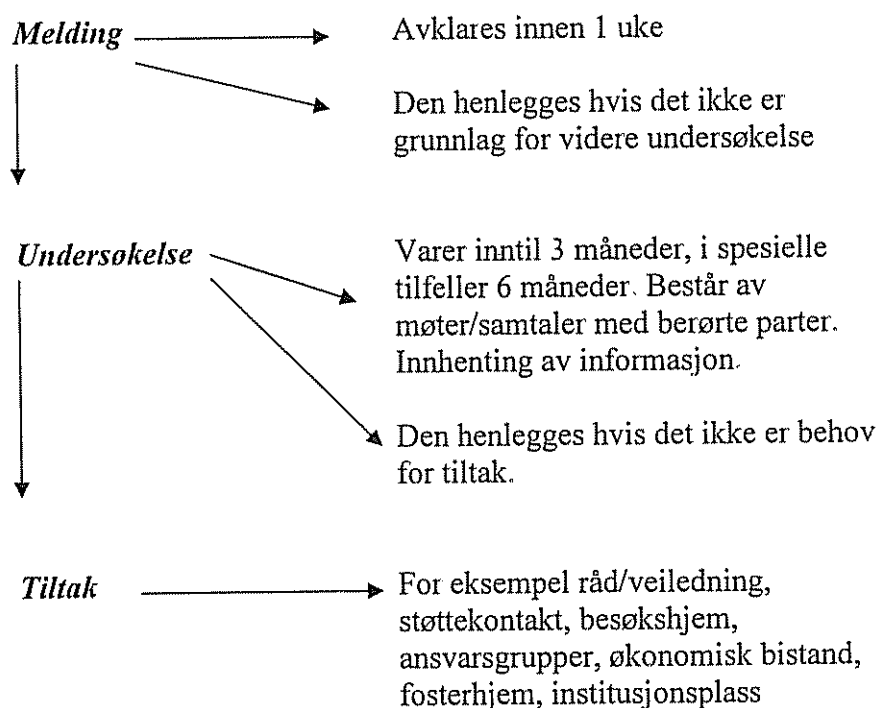 Melding
Avklares innen 1 uke
Den henlegges hvis det ikke er
grunnlag for videre undersøkelse
Undersøkelse
Varer inntil 3 måneder, i spesielle
tilfeller 6 måneder. Består av
møter/samtaler med berørte parter.
Innhenting av informasjon.
Den henlegges hvis det ikke er behov
for tiltak.
Tiltak
For eksempel råd/veiledning,
støttekontakt, besøkshjem,
ansvarsgrupper, økonomisk bistand,
fosterhjem, institusjonsplass